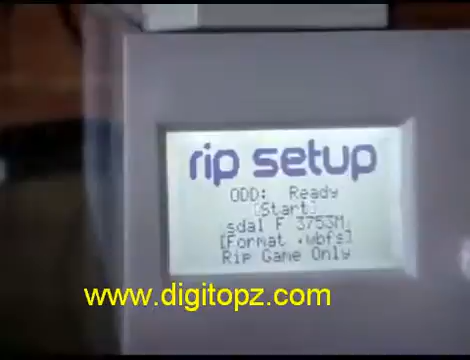 rip setup
ODD: Ready
[Start]
sda1 F 3753M
[Format .wbfs]
Rip Game Only
www.digitopz.com